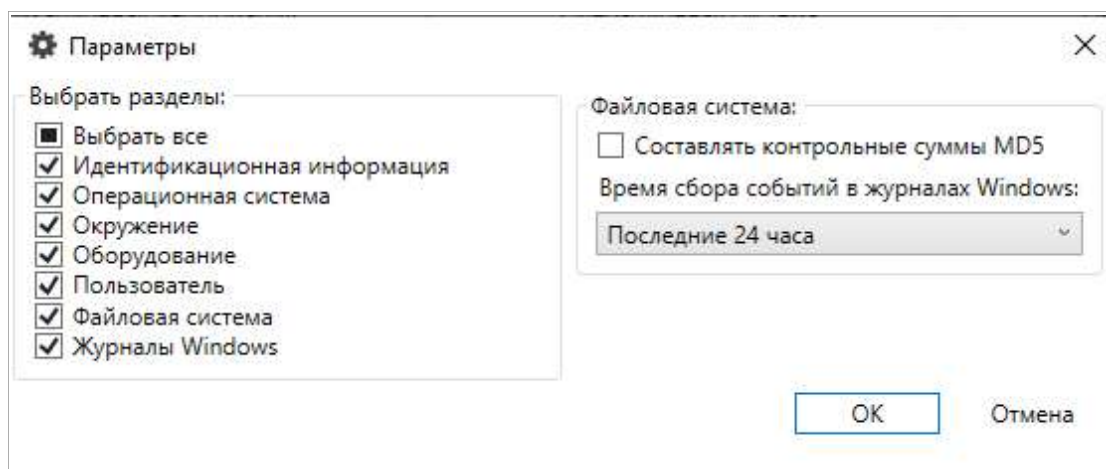 Параметры
Выбрать разделы:
Выбрать все
Идентификационная информация
Операционная система
Окружение
Оборудование
Пользователь
Файловая система
Журналы Windows
Файловая система:
Составлять контрольные суммы MD5
Время сбора событий в журналах Windows:
Последние 24 часа
OK
Отмена